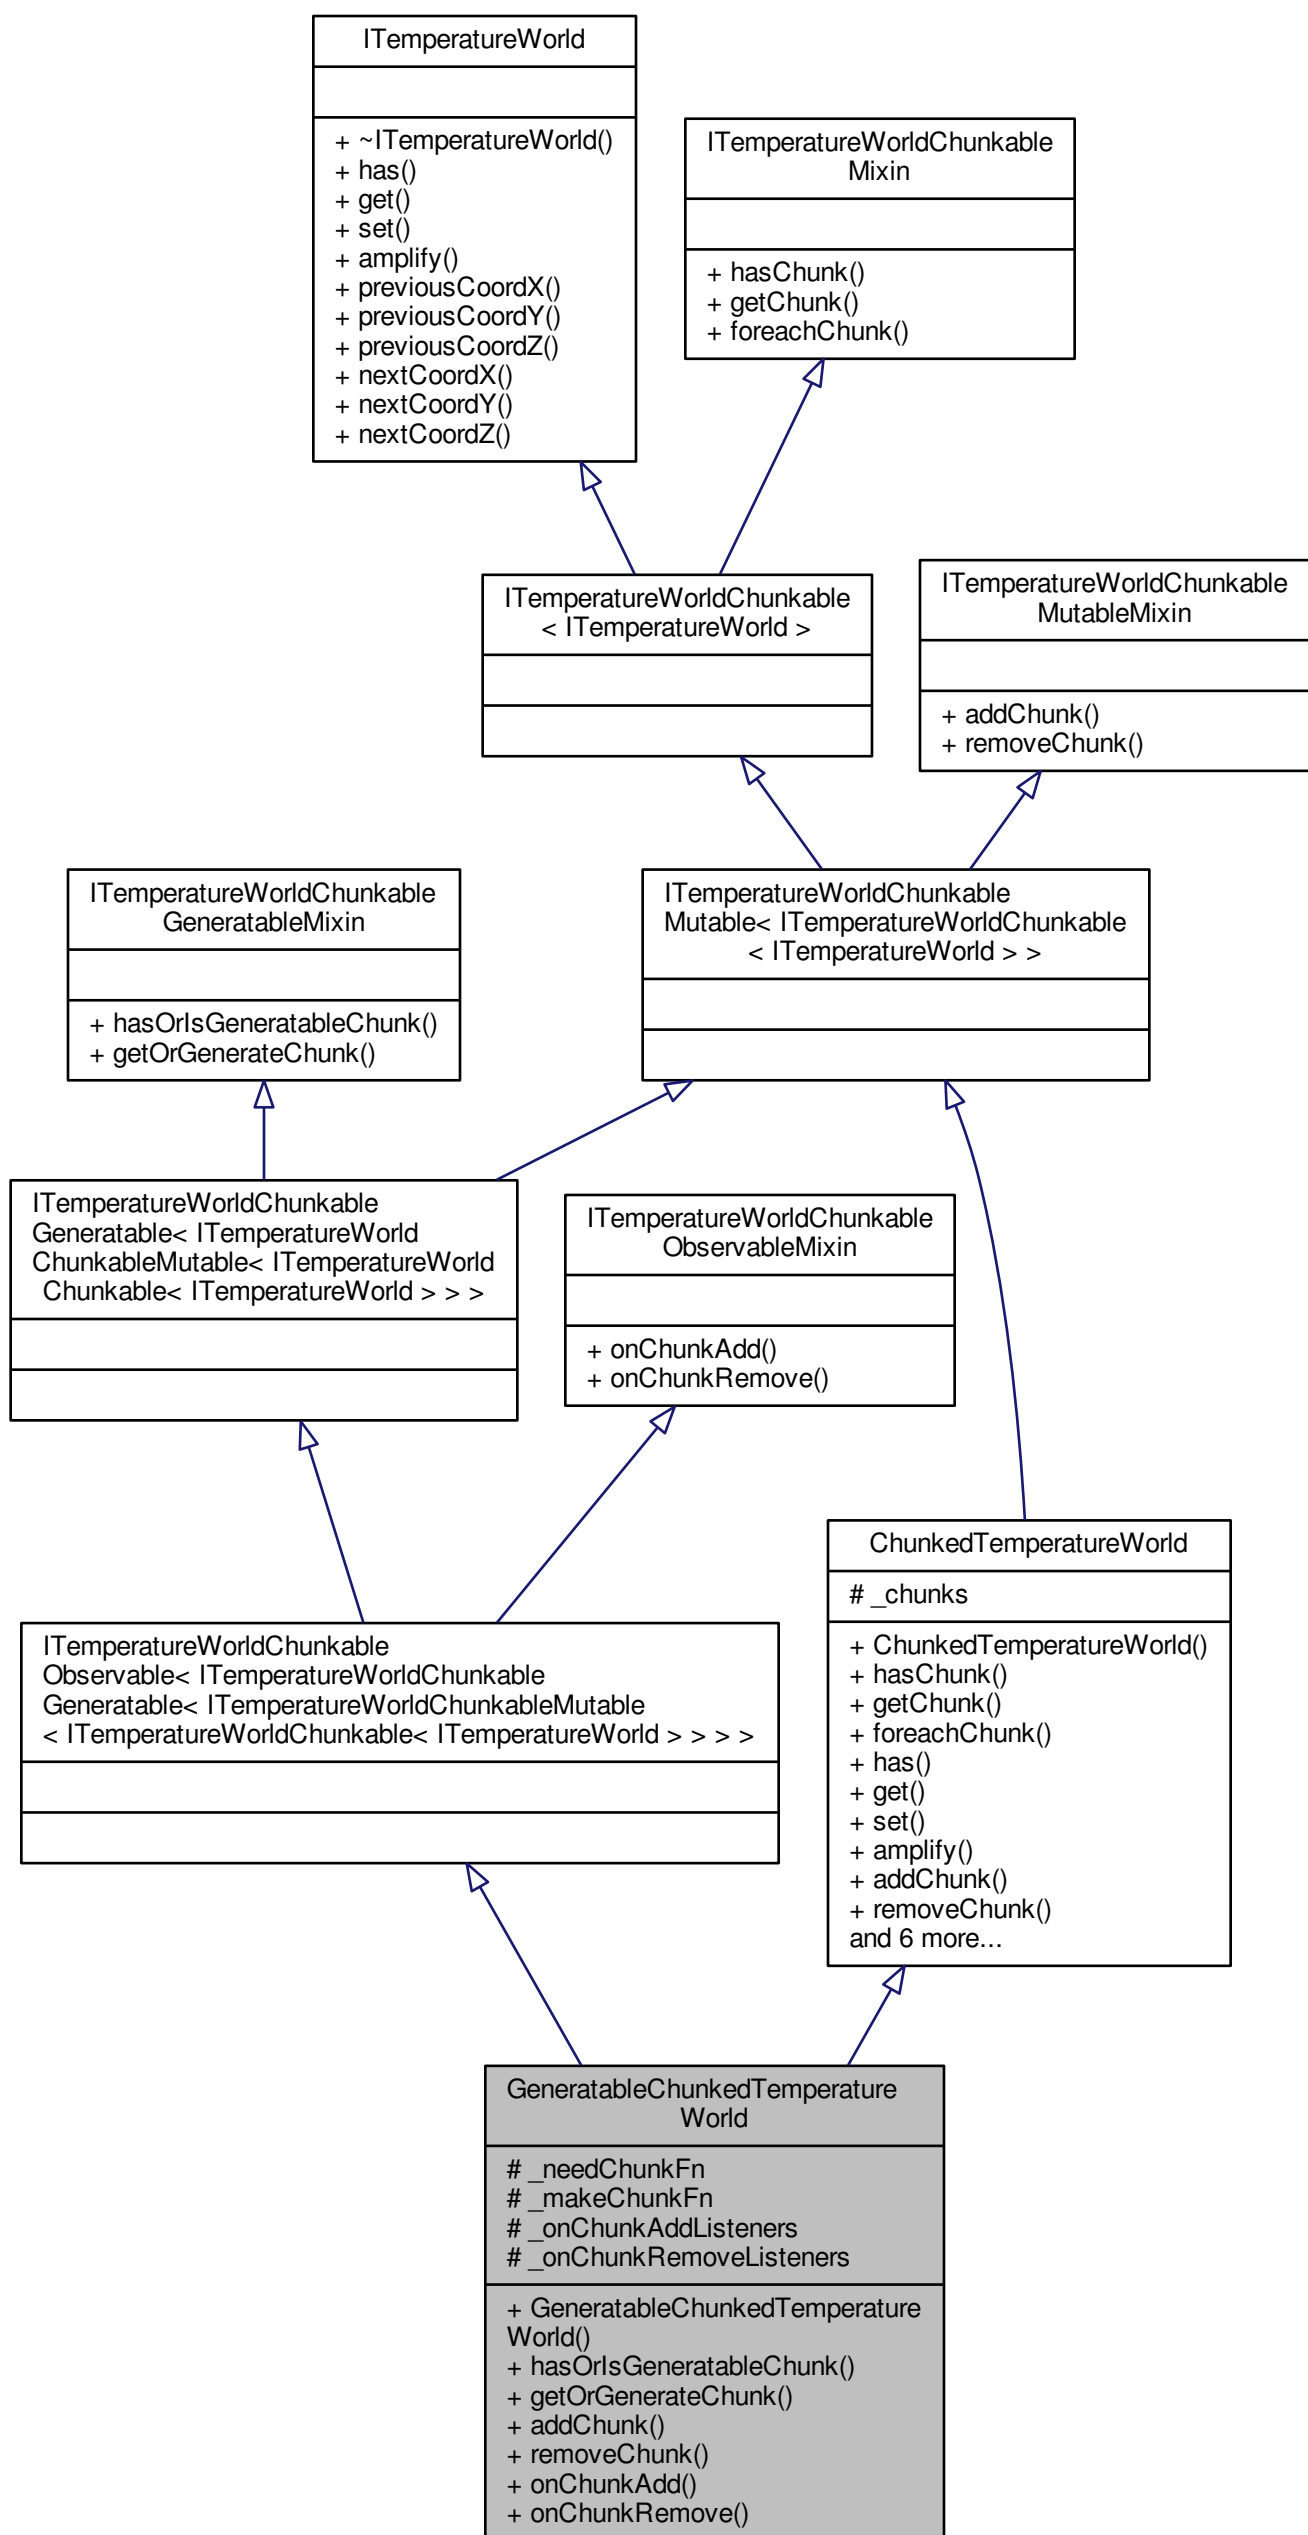 ITemperatureWorld
+ ~ITemperatureWorld()
+ has()
+ get()
+ set()
+ amplify()
+ previousCoordX()
+ previousCoordY()
+ previousCoordZ()
+ nextCoordX()
+ nextCoordY()
+ nextCoordZ()
ITemperatureWorldChunkable
Mixin
+ hasChunk()
+ getChunk()
+ foreachChunk()
ITemperatureWorldChunkable
< ITemperatureWorld >
ITemperatureWorldChunkable
MutableMixin
+ addChunk()
+ removeChunk()
ITemperatureWorldChunkable
GeneratableMixin
+ hasOrIsGeneratableChunk()
+ getOrGenerateChunk()
ITemperatureWorldChunkable
Mutable< ITemperatureWorldChunkable
< ITemperatureWorld > >
ITemperatureWorldChunkable
Generatable< ITemperatureWorld
ChunkableMutable< ITemperatureWorld
Chunkable< ITemperatureWorld > > >
ITemperatureWorldChunkable
ObservableMixin
+ onChunkAdd()
+ onChunkRemove()
ITemperatureWorldChunkable
Observable< ITemperatureWorldChunkable
Generatable< ITemperatureWorldChunkableMutable
< ITemperatureWorldChunkable< ITemperatureWorld > > > >
ChunkedTemperatureWorld
# _chunks
+ ChunkedTemperatureWorld()
+ hasChunk()
+ getChunk()
+ foreachChunk()
+ has()
+ get()
+ set()
+ amplify()
+ addChunk()
+ removeChunk()
and 6 more...
GeneratableChunkedTemperature
World
# _needChunkFn
# _makeChunkFn
# _onChunkAddListeners
# _onChunkRemoveListeners
+ GeneratableChunkedTemperature
World()
+ hasOrIsGeneratableChunk()
+ getOrGenerateChunk()
+ addChunk()
+ removeChunk()
+ onChunkAdd()
+ onChunkRemove()